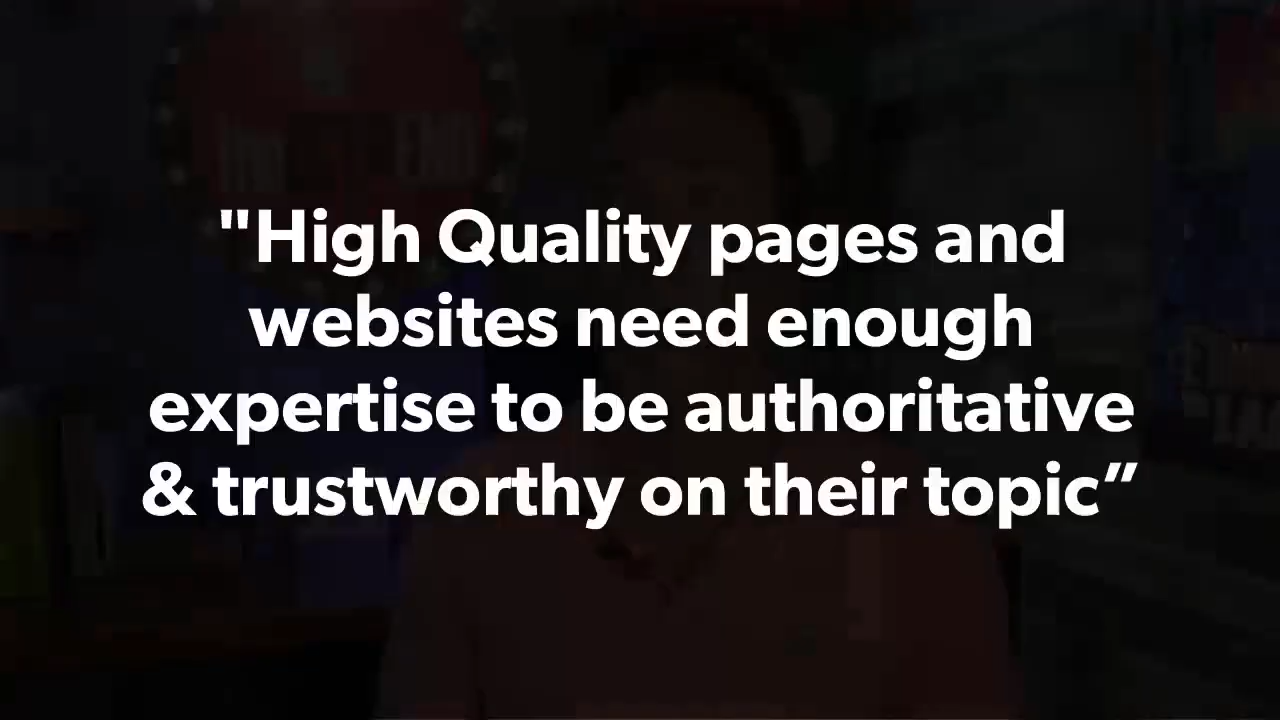 "High Quality pages and
websites need enough
expertise to be authoritative
& trustworthy on their topic”